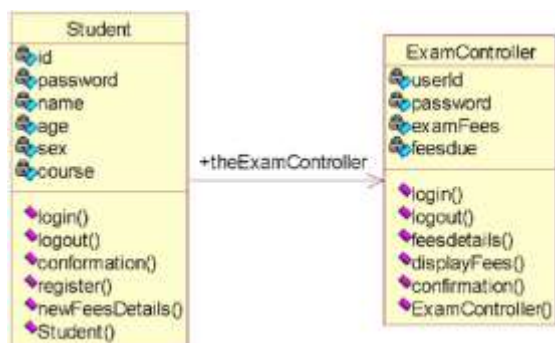 Student
id
password
name
age
sex
course
login()
logout()
conformation()
register()
newFeesDetails()
Student()
+theExamController
ExamController
userId
password
examFees
feesdue
login()
logout()
feesdetails()
displayFees()
confirmation()
ExamController()